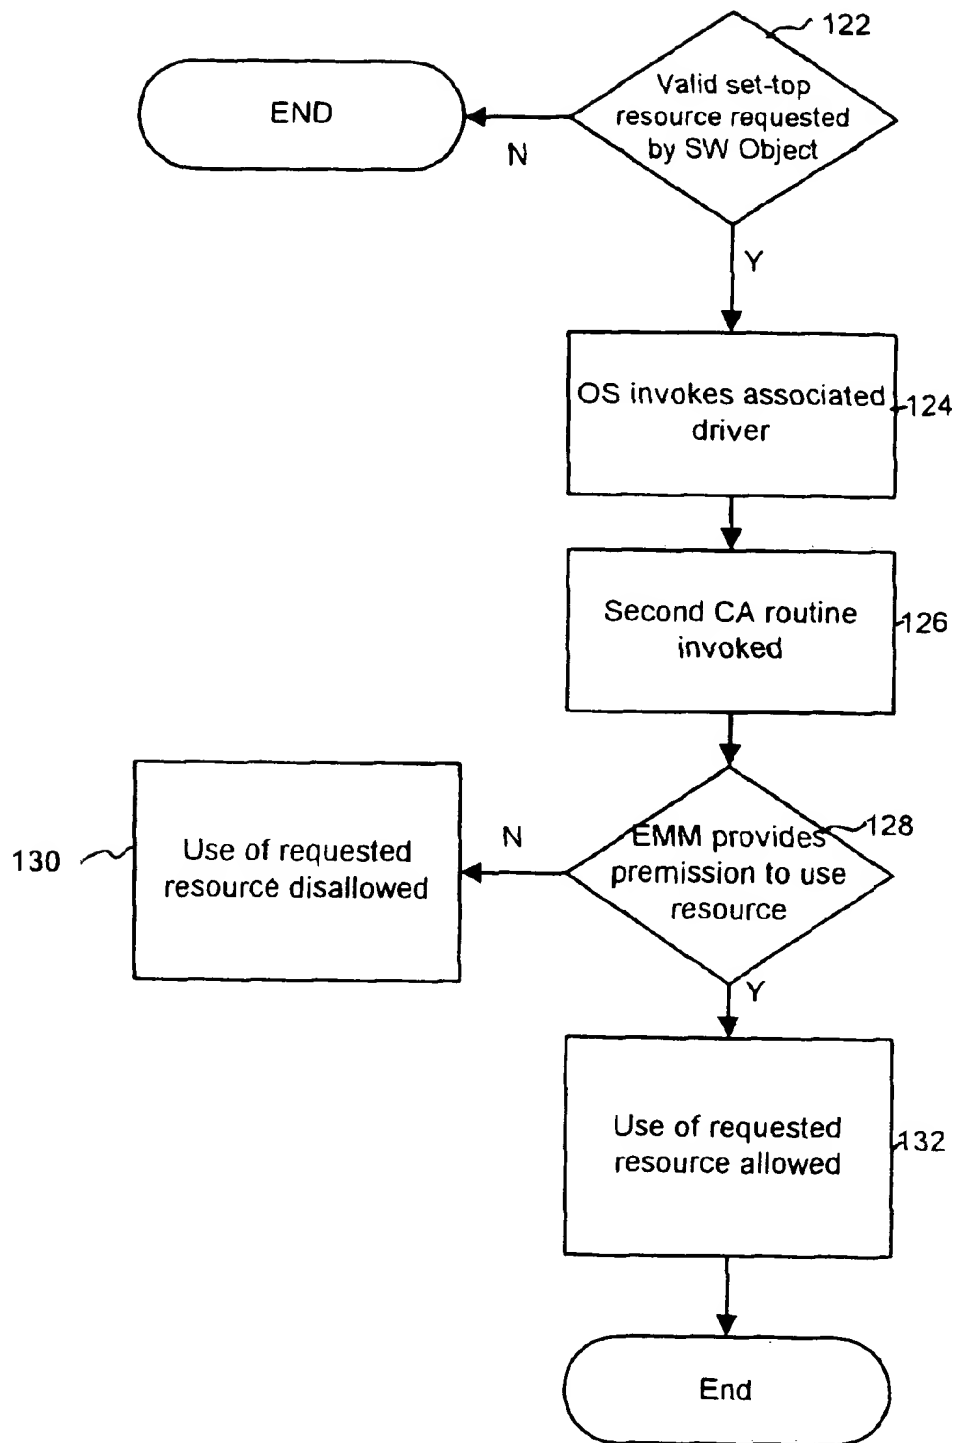 122
Valid set-top
resource requested
by SW Object
END
N
Y
OS invokes associated
driver
124
Second CA routine
invoked
126
EMM provides
premission to use
resource
128
N
130
Use of requested
resource disallowed
Y
Use of requested
resource allowed
132
End